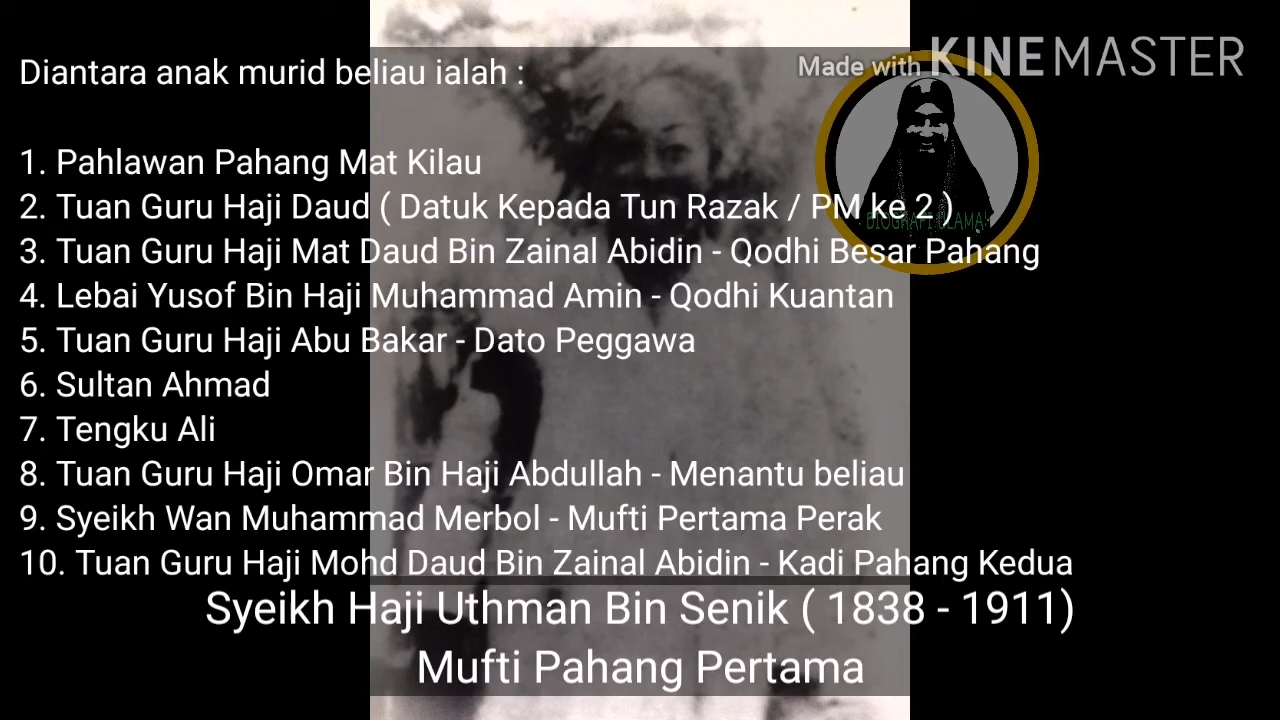 Made with KINEMASTER
Diantara anak murid beliau ialah :
1. Pahlawan Pahang Mat Kilau
2. Tuan Guru Haji Daud ( Datuk Kepada Tun Razak / PM ke 2 )
BIOGRAFI ULAMA'
3. Tuan Guru Haji Mat Daud Bin Zainal Abidin - Qodhi Besar Pahang
4. Lebai Yusof Bin Haji Muhammad Amin - Qodhi Kuantan
5. Tuan Guru Haji Abu Bakar - Dato Peggawa
6. Sultan Ahmad
7. Tengku Ali
8. Tuan Guru Haji Omar Bin Haji Abdullah - Menantu beliau
9. Syeikh Wan Muhammad Merbol - Mufti Pertama Perak
10. Tuan Guru Haji Mohd Daud Bin Zainal Abidin - Kadi Pahang Kedua
Syeikh Haji Uthman Bin Senik ( 1838 - 1911)
Mufti Pahang Pertama